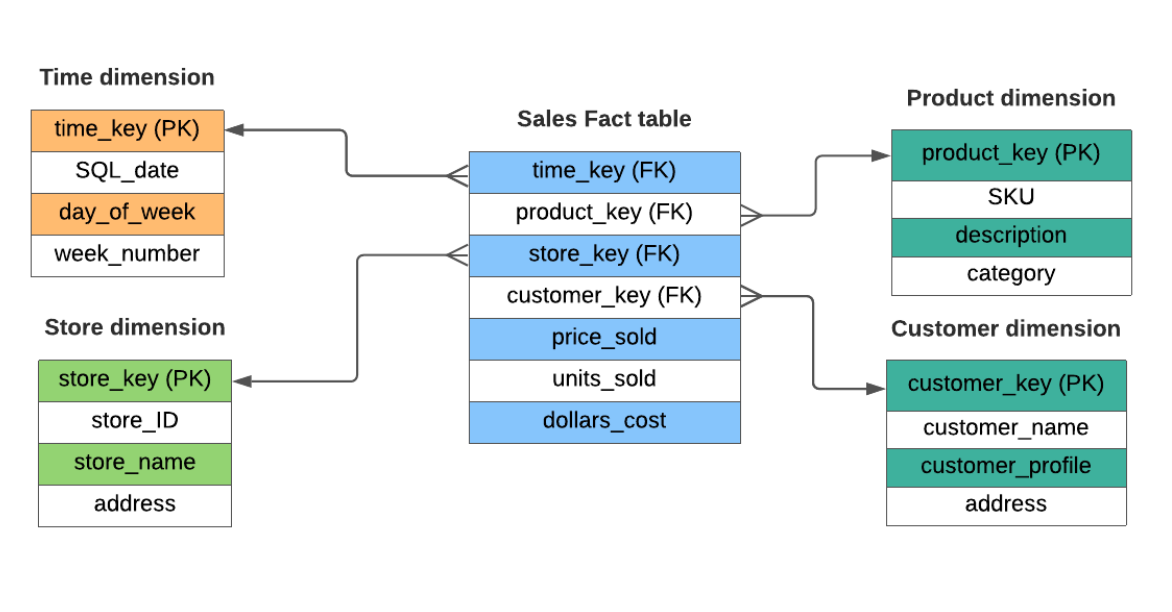 Time dimension
time_key (PK)
SQL_date
day_of_week
week_number
Store dimension
store_key (PK)
store_ID
store_name
address
Sales Fact table
time_key (FK)
product_key (FK)
store_key (FK)
customer_key (FK)
price_sold
units_sold
dollars_cost
Product dimension
product_key (PK)
SKU
description
category
Customer dimension
customer_key (PK)
customer_name
customer_profile
address